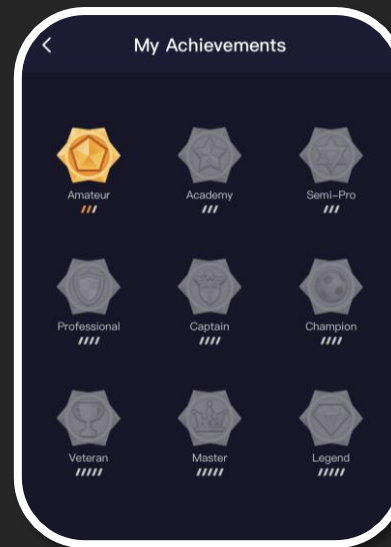 My Achievements
Amateur
Academy
Semi-Pro
Professional
Captain
Champion
Veteran
Master
Legend